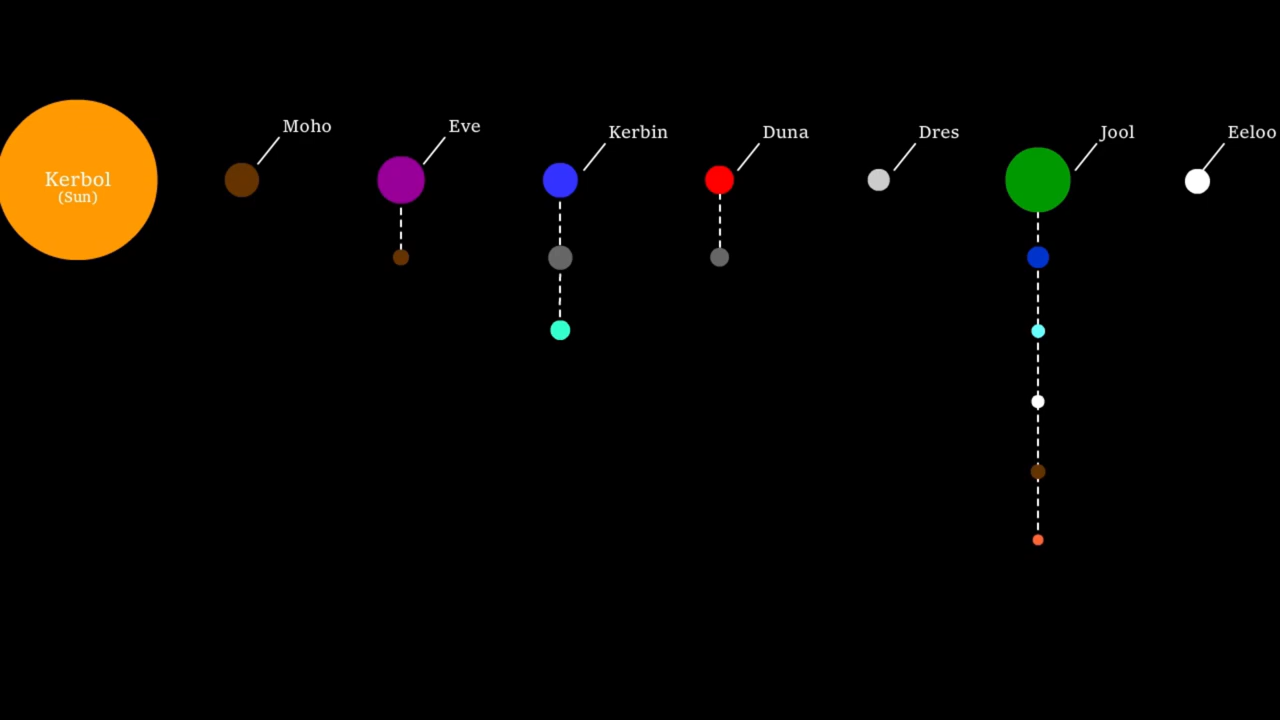 Kerbol
(Sun)
Moho
Eve
Kerbin
Duna
Dres
Jool
Eeloo